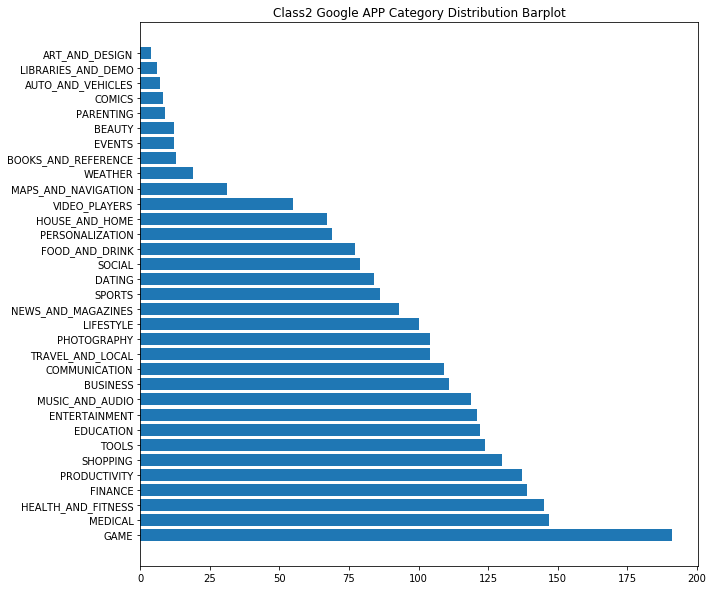 Class2 Google APP Category Distribution Barplot
ART_AND_DESIGN
LIBRARIES_AND_DEMO
AUTO_AND_VEHICLES
COMICS
PARENTING
BEAUTY
EVENTS
BOOKS_AND_REFERENCE
WEATHER
MAPS_AND_NAVIGATION
VIDEO_PLAYERS
HOUSE_AND_HOME
PERSONALIZATION
FOOD_AND_DRINK
SOCIAL
DATING
SPORTS
NEWS_AND_MAGAZINES
LIFESTYLE
PHOTOGRAPHY
TRAVEL_AND_LOCAL
COMMUNICATION
BUSINESS
MUSIC_AND_AUDIO
ENTERTAINMENT
EDUCATION
TOOLS
SHOPPING
PRODUCTIVITY
FINANCE
HEALTH_AND_FITNESS
MEDICAL
GAME
0 25 50 75 100 125 150 175 200